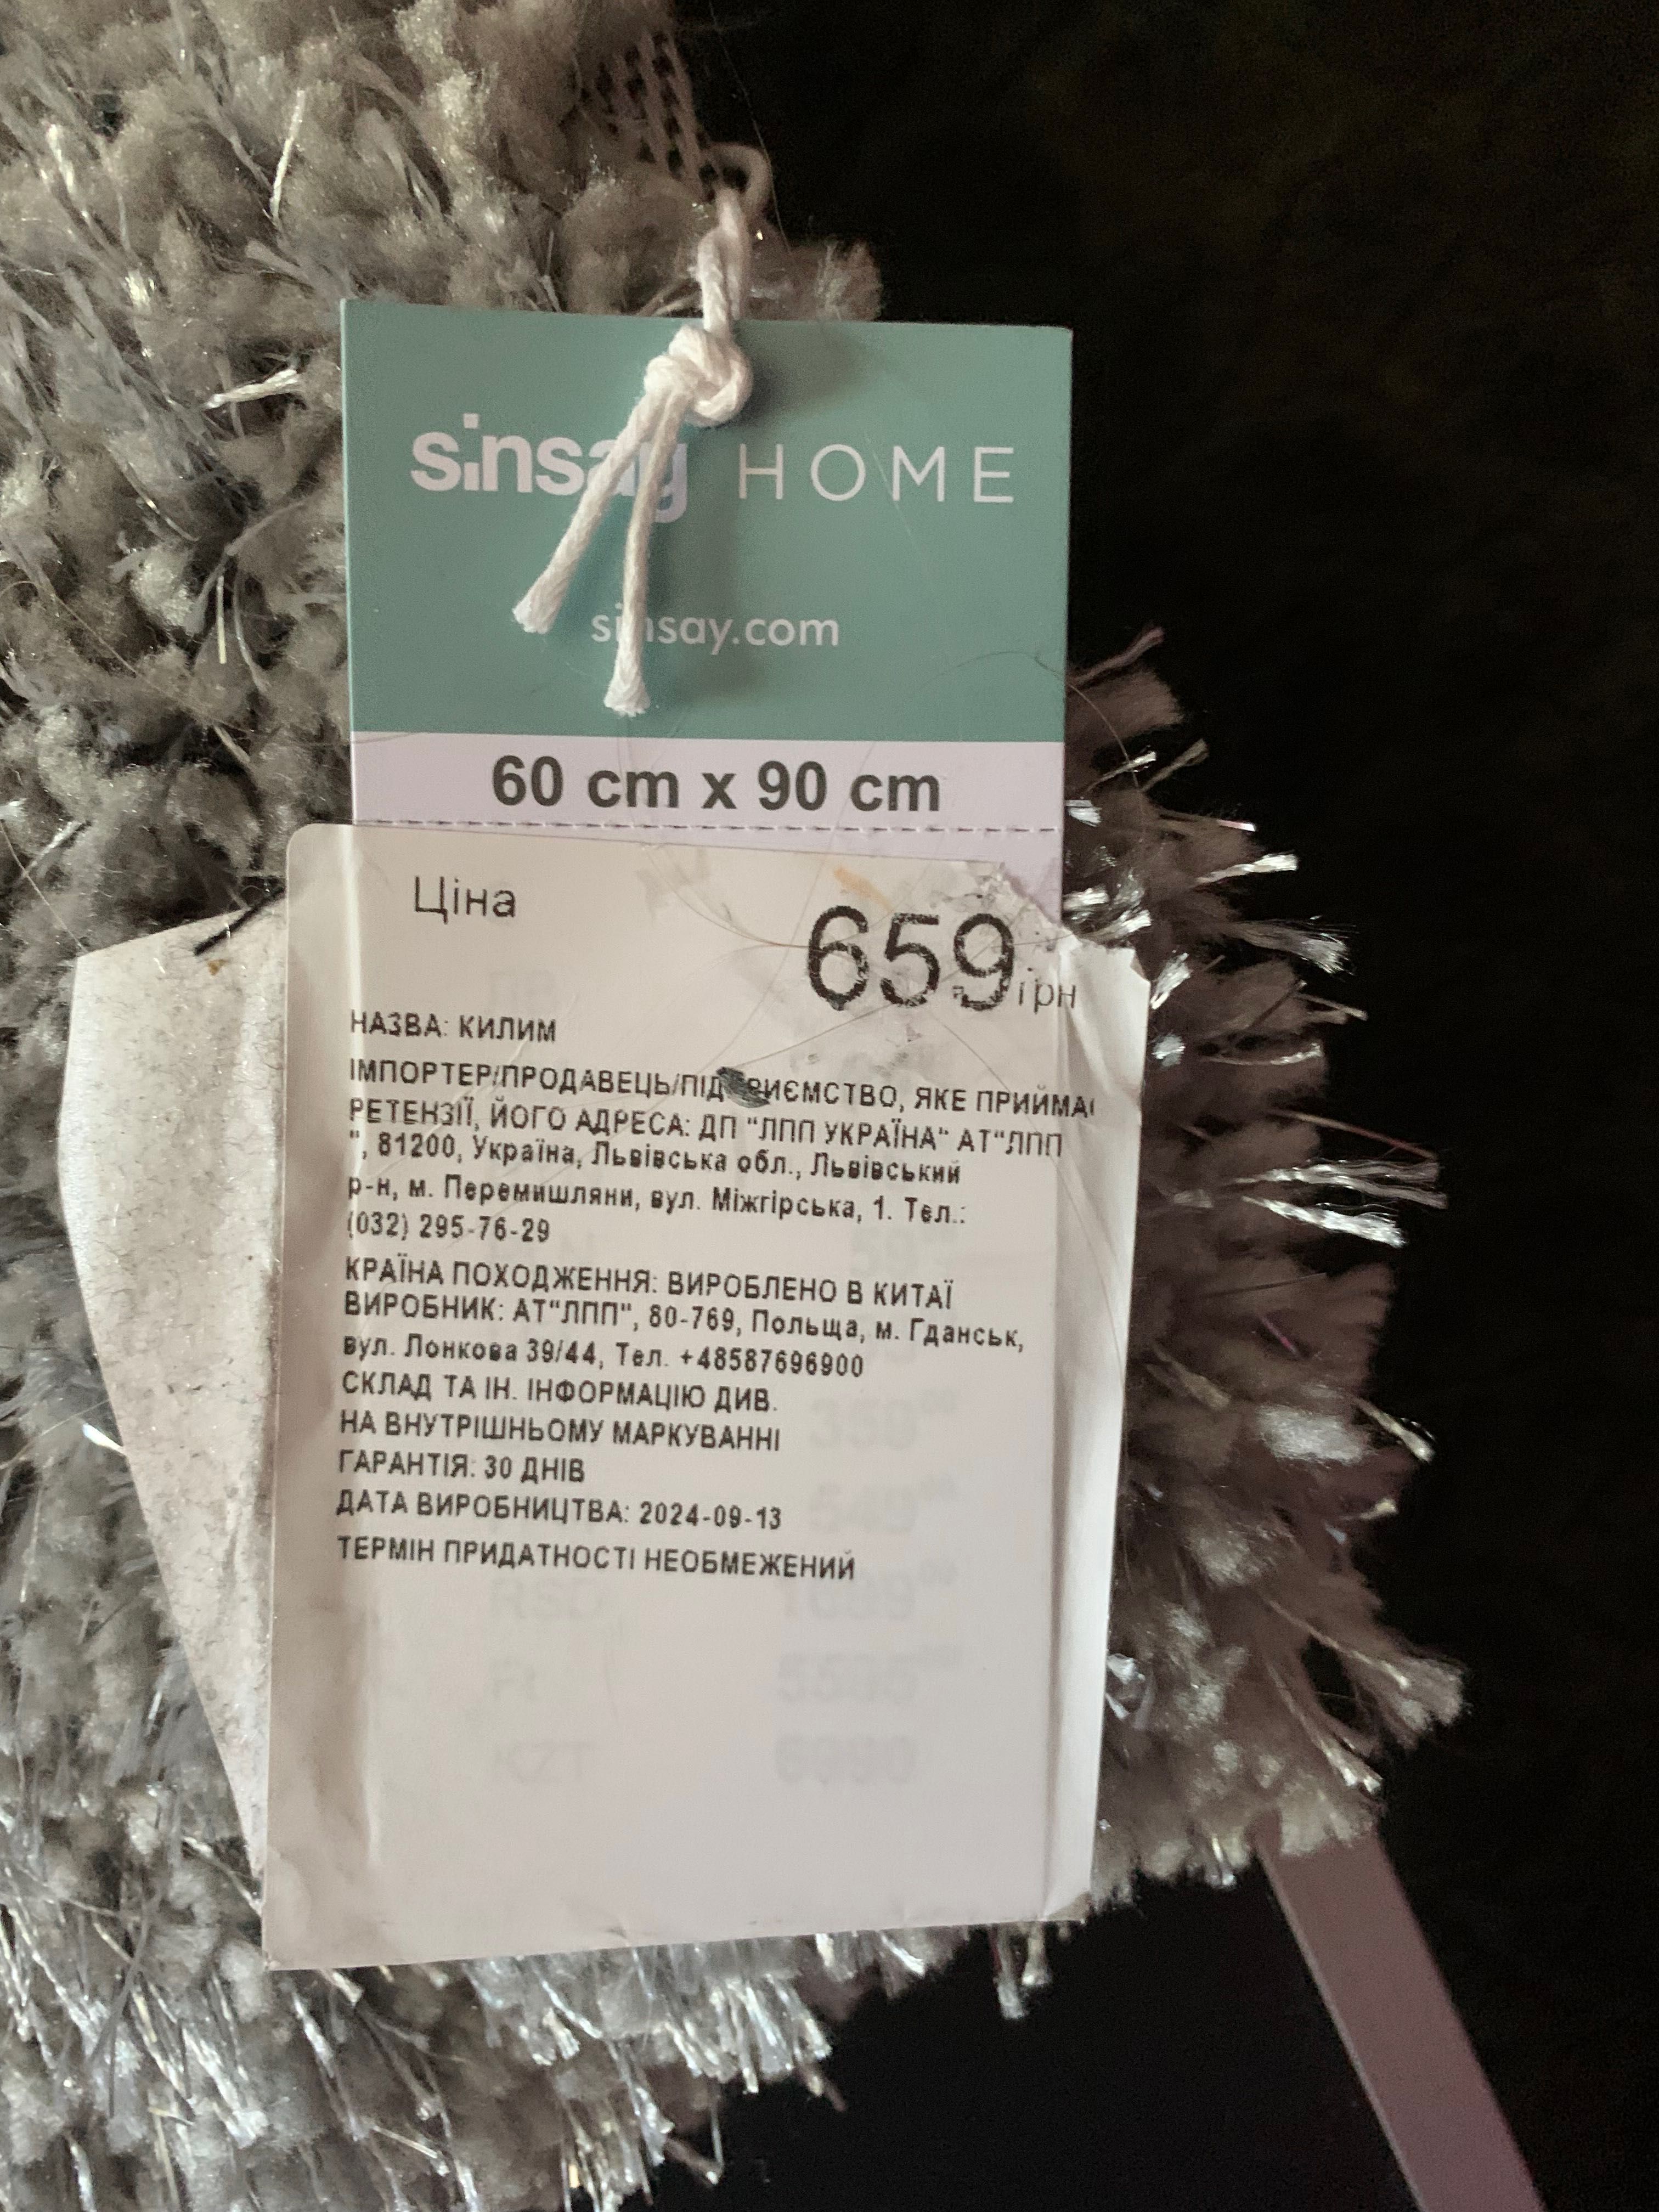 sinsay HOME
sinsay.com
60 cm x 90 cm
Ціна
659 грн
НАЗВА: КИЛИМ
ІМПОРТЕР/ПРОДАВЕЦЬ/ПІДПРИЄМСТВО, ЯКЕ ПРИЙМАЄ
РЕТЕНЗІЇ, ЙОГО АДРЕСА: ДП "ЛПП УКРАЇНА" АТ"ЛПП
", 81200, Україна, Львівська обл., Львівський
р-н, м. Перемишляни, вул. Міжгірська, 1. Тел.:
(032) 295-76-29
КРАЇНА ПОХОДЖЕННЯ: ВИРОБЛЕНО В КИТАЇ
ВИРОБНИК: АТ"ЛПП", 80-769, Польща, м. Гданськ,
вул. Лонкова 39/44, Тел. +48587696900
СКЛАД ТА ІН. ІНФОРМАЦІЮ ДИВ.
НА ВНУТРІШНЬОМУ МАРКУВАННІ
ГАРАНТІЯ: 30 ДНІВ
ДАТА ВИРОБНИЦТВА: 2024-09-13
ТЕРМІН ПРИДАТНОСТІ НЕОБМЕЖЕНИЙ